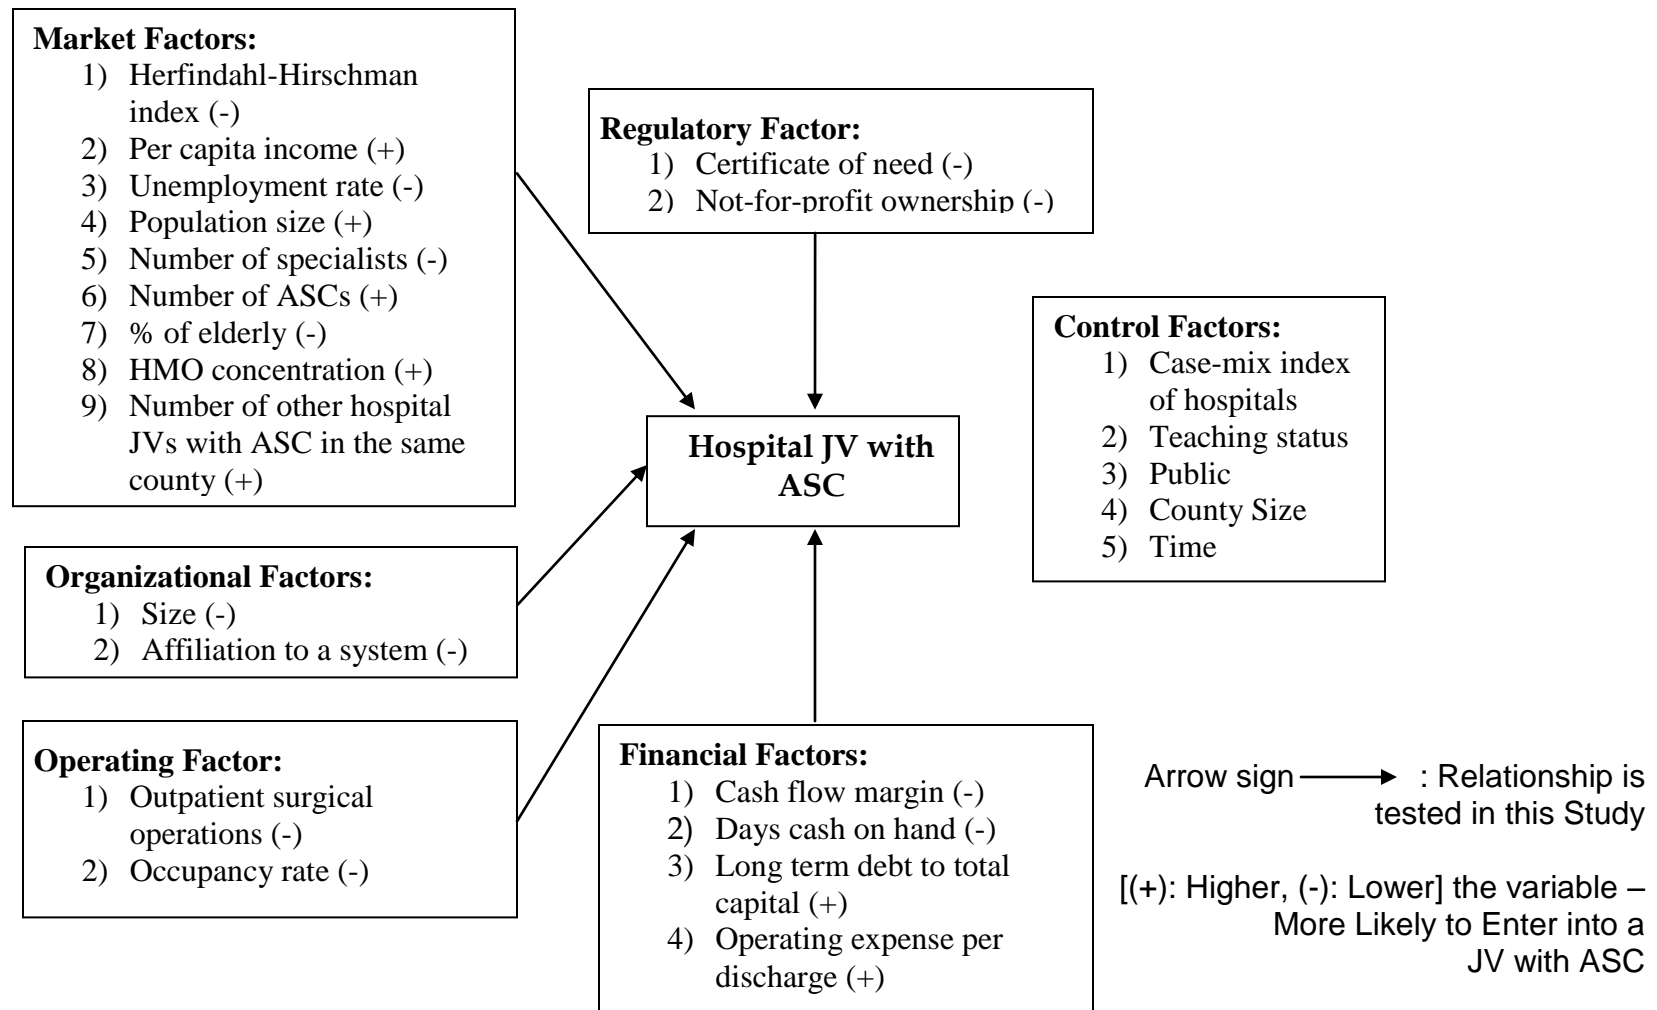 Market Factors:
1) Herfindahl-Hirschman
index (-)
2) Per capita income (+)
3) Unemployment rate (-)
4) Population size (+)
5) Number of specialists (-)
6) Number of ASCs (+)
7) % of elderly (-)
8) HMO concentration (+)
9) Number of other hospital
JVs with ASC in the same
county (+)
Regulatory Factor:
1) Certificate of need (-)
2) Not-for-profit ownership (-)
Control Factors:
1) Case-mix index
of hospitals
2) Teaching status
3) Public
4) County Size
5) Time
Hospital JV with
ASC
Organizational Factors:
1) Size (-)
2) Affiliation to a system (-)
Operating Factor:
1) Outpatient surgical
operations (-)
2) Occupancy rate (-)
Financial Factors:
1) Cash flow margin (-)
2) Days cash on hand (-)
3) Long term debt to total
capital (+)
4) Operating expense per
discharge (+)
Arrow sign : Relationship is
tested in this Study
[(+): Higher, (-): Lower] the variable –
More Likely to Enter into a
JV with ASC